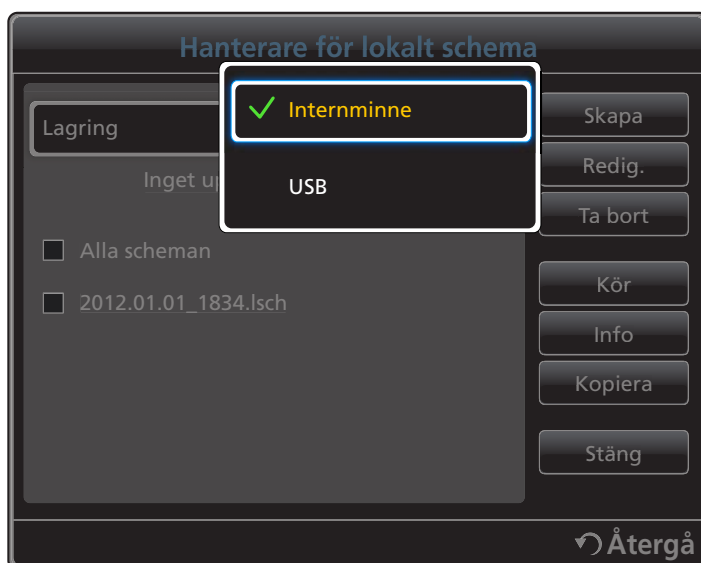 Hanterare för lokalt schema
Lagring
Internminne
USB
Inget
Alla scheman
2012.01.01_1834.lsch
Skapa
Redig.
Ta bort
Kör
Info
Kopiera
Stäng
Återgå